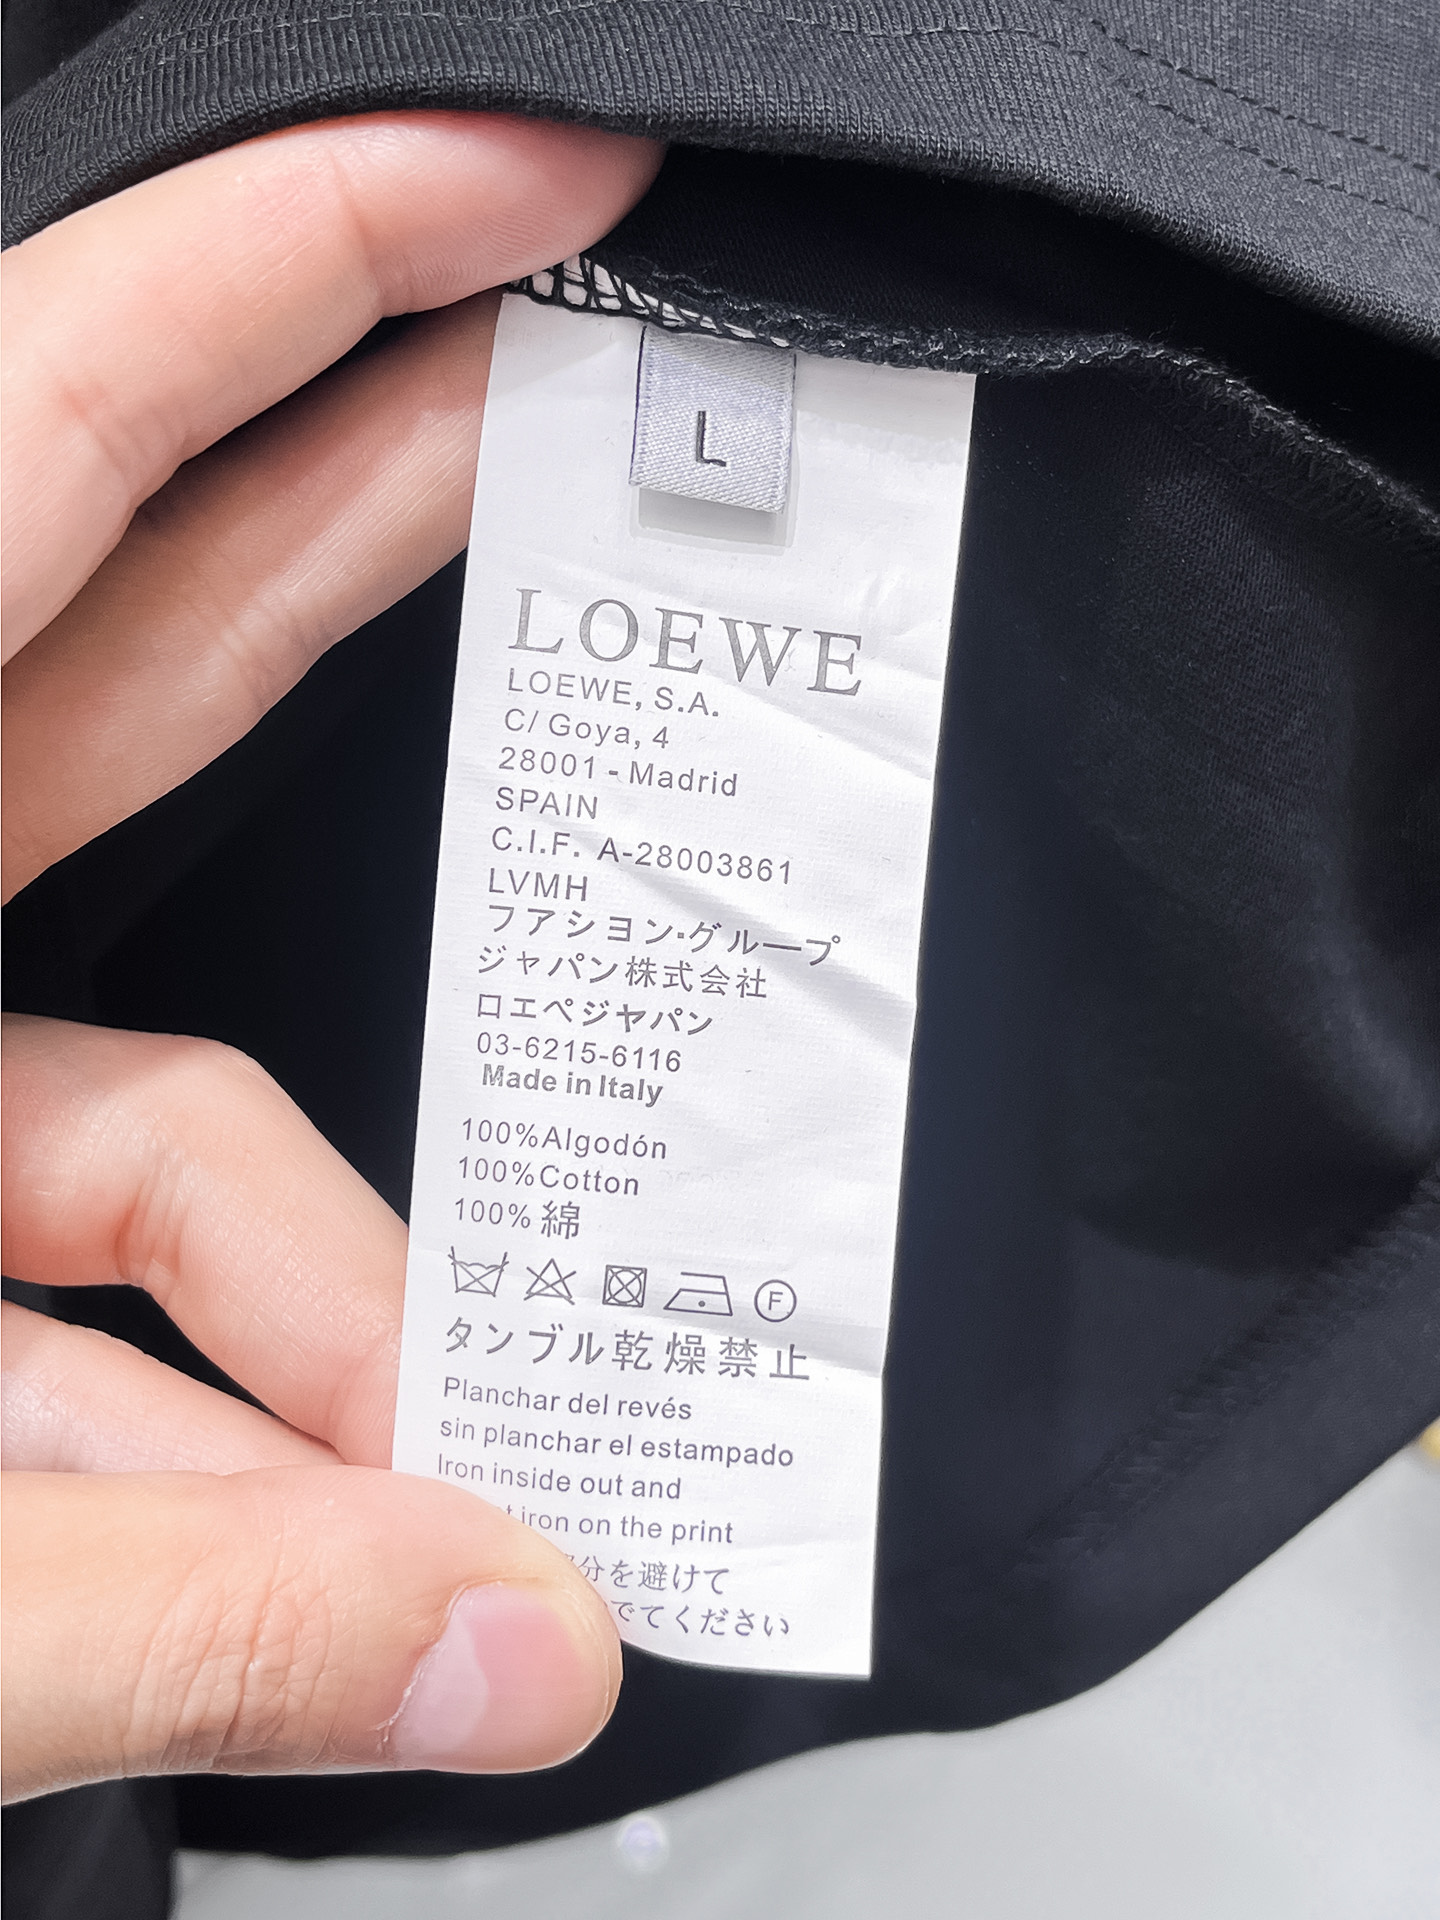 L
LOEWE
LOEWE, S.A.
C/ Goya, 4
28001 - Madrid
SPAIN
C.I.F. A-28003861
LVMH
フアシヨン・グループ
ジャパン株式会社
ロエベジャパン
03-6215-6116
Made in Italy
100%Algodón
100%Cotton
100% 綿
F
タンブル乾燥禁止
Planchar del revés
sin planchar el estampado
Iron inside out and
iron on the print
分を避けて
でてください